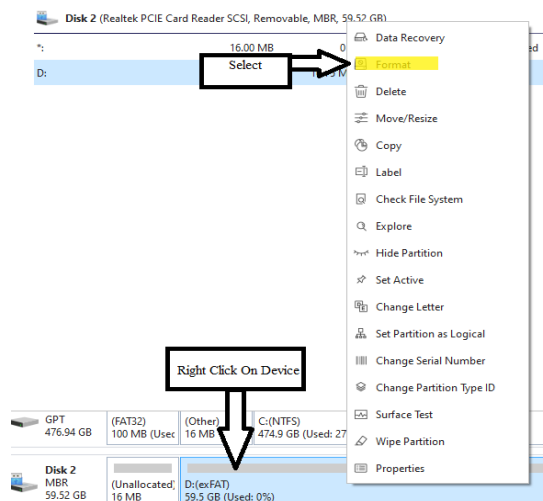 Disk 2 (Realtek PCIE Card Reader SCSI, Removable, MBR, 59.52 GB)
*: 16.00 MB 0
D:
Select
Data Recovery
Format
Delete
Move/Resize
Copy
Label
Check File System
Explore
Hide Partition
Set Active
Change Letter
Set Partition as Logical
Change Serial Number
Change Partition Type ID
Surface Test
Wipe Partition
Properties
Right Click On Device
GPT
476.94 GB
(FAT32)
100 MB (Usec
(Other)
16 MB
C:(NTFS)
474.9 GB (Used: 27
Disk 2
MBR
59.52 GB
(Unallocated)
16 MB
D:(exFAT)
59.5 GB (Used: 0%)